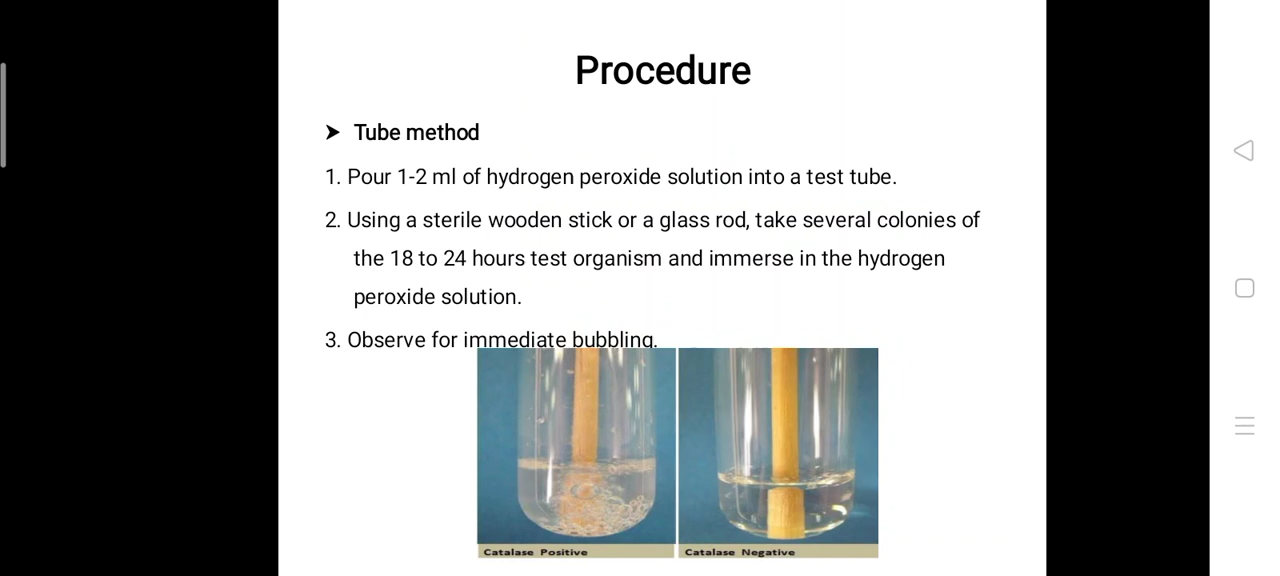 Procedure
➤ Tube method
1. Pour 1-2 ml of hydrogen peroxide solution into a test tube.
2. Using a sterile wooden stick or a glass rod, take several colonies of
the 18 to 24 hours test organism and immerse in the hydrogen
peroxide solution.
3. Observe for immediate bubbling.
Catalase Positive
Catalase Negative